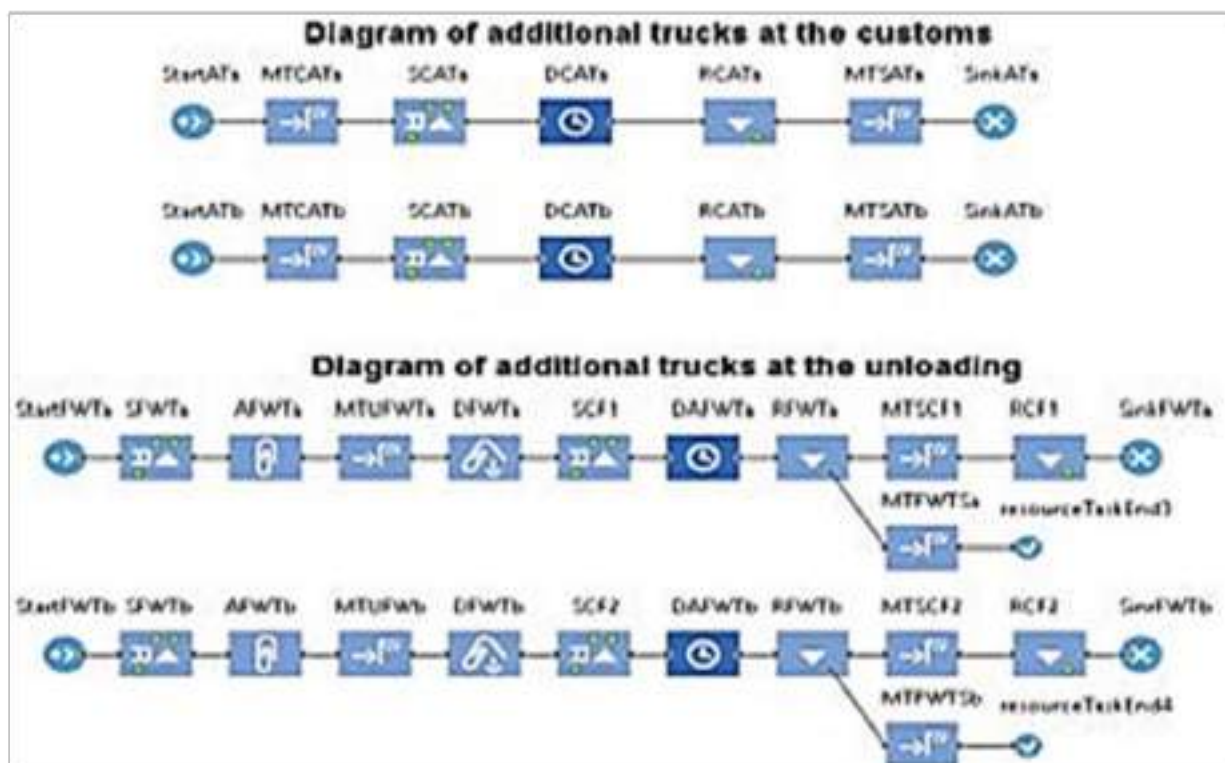 Diagram of additional trucks at the customs
StartATa MTCATa SCATa DCATa RCATa MTSATa SinkATa
StartATb MTCATb SCATb DCATb RCATb MTSATb SinkATb
Diagram of additional trucks at the unloading
StartFWTa SFWTa AFWTa MTUFWTa DFWTa SCF1 DAFWTa RFWTa MTSCF1 RCF1 SinkFWTa
MTFWTSa resourceTaskEnd3
StartFWTb SFWTb AFWTb MTUFWb DFWTb SCF2 DAFWTb RFWTb MTSCF2 RCF2
MTFWTSb resourceTaskEnd4